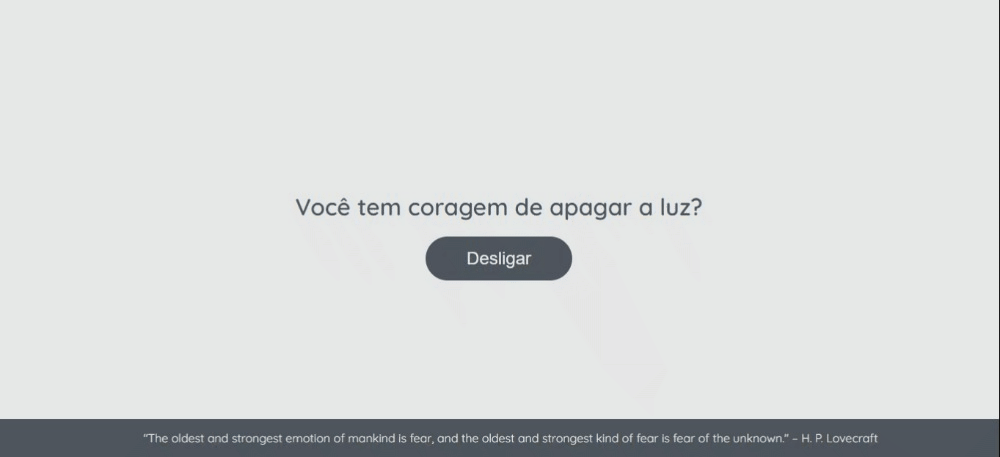 Você tem coragem de apagar a luz?
Desligar
"The oldest and strongest emotion of mankind is fear, and the oldest and strongest kind of fear is fear of the unknown." – H. P. Lovecraft